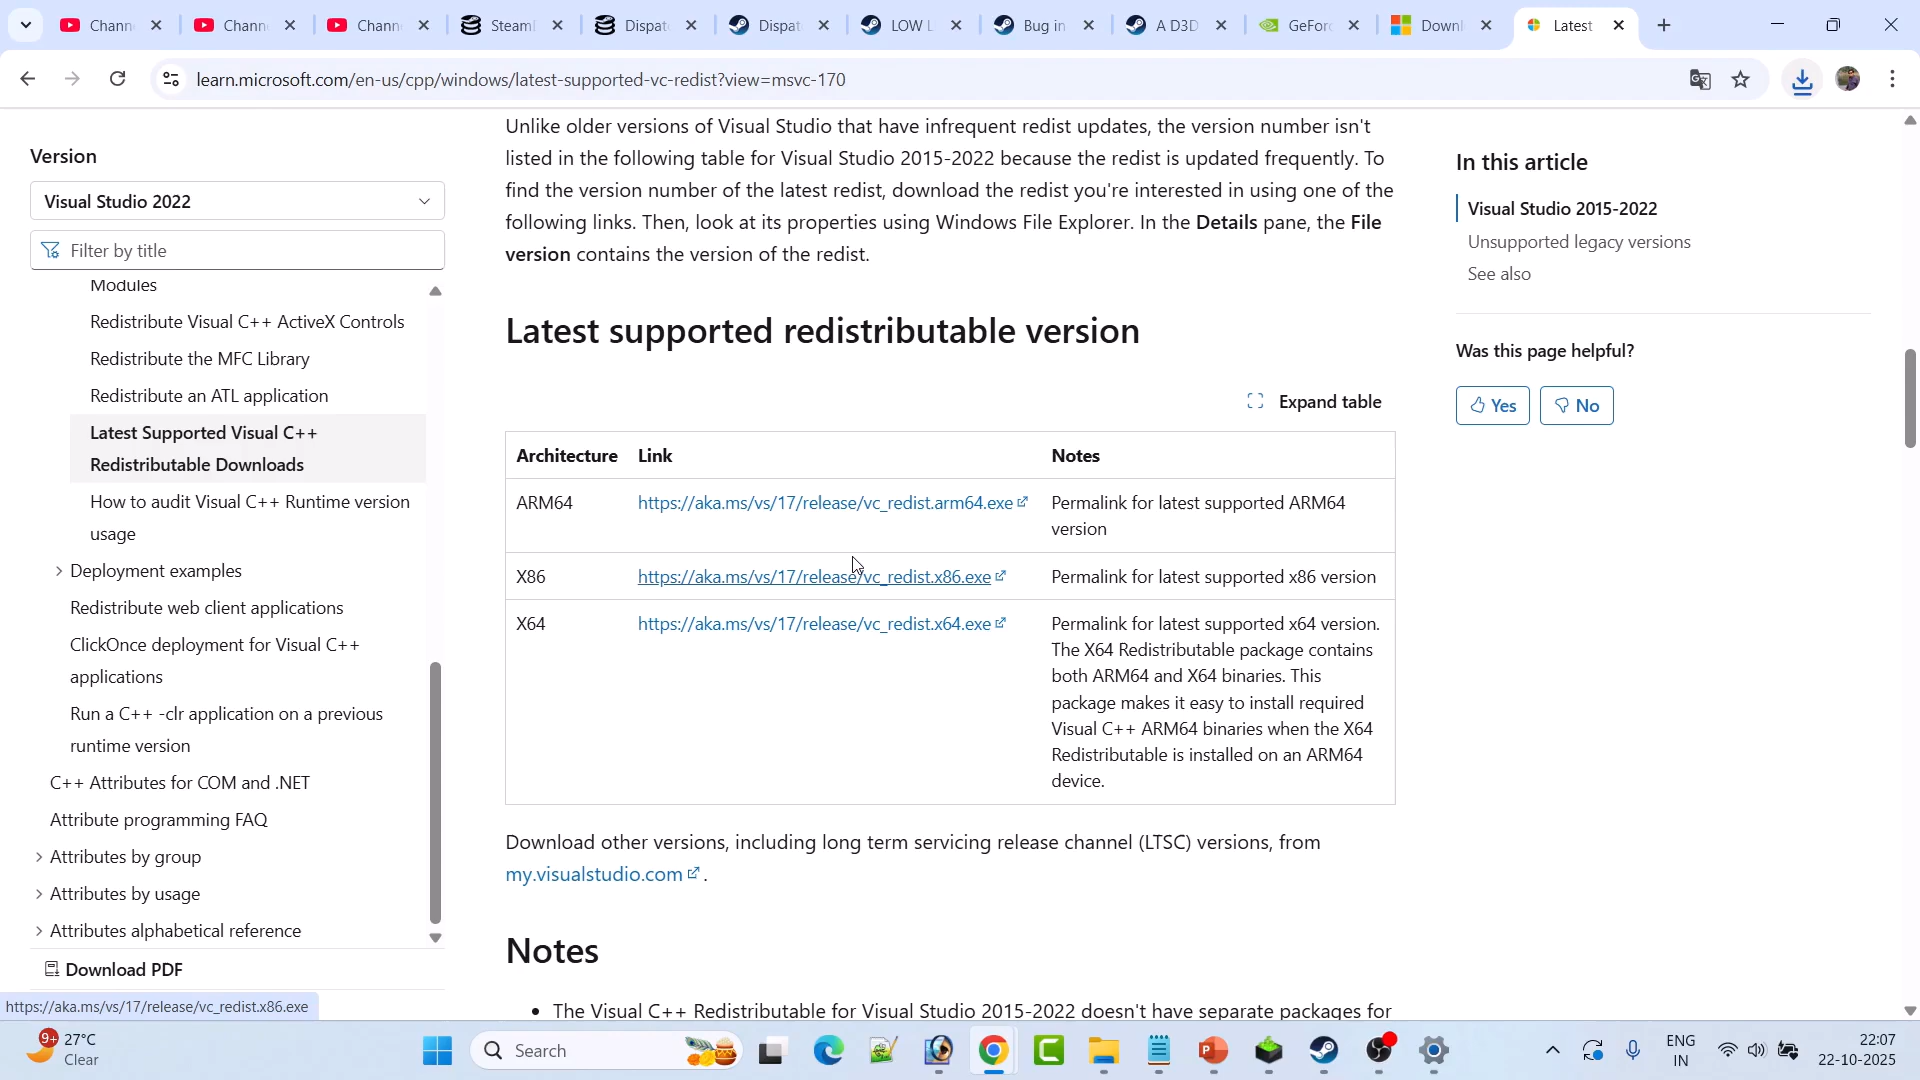 Chann
Chann
Chann
Steaml
Dispat
Dispat
LOW L
Bug in
A D3D
GeForc
Downl
Latest
learn.microsoft.com/en-us/cpp/windows/latest-supported-vc-redist?view=msvc-170
Version
Visual Studio 2022
Filter by title
Modules
Redistribute Visual C++ ActiveX Controls
Redistribute the MFC Library
Redistribute an ATL application
Latest Supported Visual C++
Redistributable Downloads
How to audit Visual C++ Runtime version
usage
Deployment examples
Redistribute web client applications
ClickOnce deployment for Visual C++
applications
Run a C++ -clr application on a previous
runtime version
C++ Attributes for COM and .NET
Attribute programming FAQ
Attributes by group
Attributes by usage
Attributes alphabetical reference
Download PDF
https://aka.ms/vs/17/release/vc_redist.x86.exe
Unlike older versions of Visual Studio that have infrequent redist updates, the version number isn't
listed in the following table for Visual Studio 2015-2022 because the redist is updated frequently. To
find the version number of the latest redist, download the redist you're interested in using one of the
following links. Then, look at its properties using Windows File Explorer. In the Details pane, the File
version contains the version of the redist.
Latest supported redistributable version
Expand table
Architecture Link Notes
ARM64 https://aka.ms/vs/17/release/vc_redist.arm64.exe Permalink for latest supported ARM64
version
X86 https://aka.ms/vs/17/release/vc_redist.x86.exe Permalink for latest supported x86 version
X64 https://aka.ms/vs/17/release/vc_redist.x64.exe Permalink for latest supported x64 version.
The X64 Redistributable package contains
both ARM64 and X64 binaries. This
package makes it easy to install required
Visual C++ ARM64 binaries when the X64
Redistributable is installed on an ARM64
device.
Download other versions, including long term servicing release channel (LTSC) versions, from
my.visualstudio.com .
Notes
• The Visual C++ Redistributable for Visual Studio 2015-2022 doesn't have separate packages for
In this article
Visual Studio 2015-2022
Unsupported legacy versions
See also
Was this page helpful?
Yes No
9+
27°C
Clear
Search
ENG
IN
22:07
22-10-2025